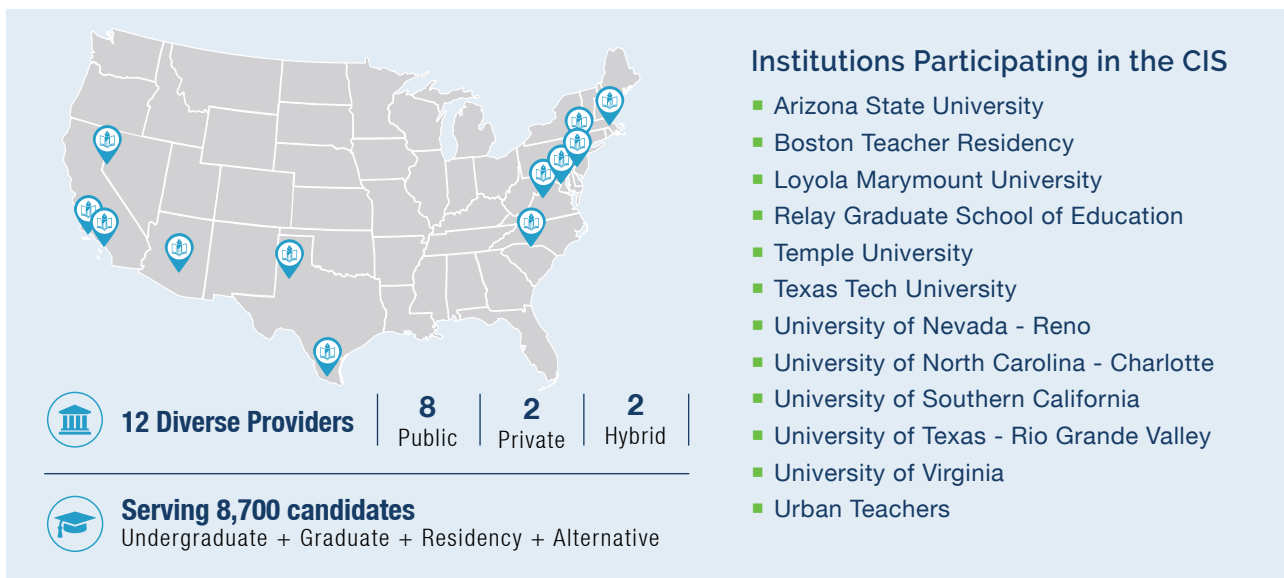 Institutions Participating in the CIS
Arizona State University
Boston Teacher Residency
Loyola Marymount University
Relay Graduate School of Education
Temple University
Texas Tech University
University of Nevada - Reno
University of North Carolina - Charlotte
University of Southern California
University of Texas - Rio Grande Valley
University of Virginia
Urban Teachers
12 Diverse Providers
8
Public
2
Private
2
Hybrid
Serving 8,700 candidates
Undergraduate + Graduate + Residency + Alternative